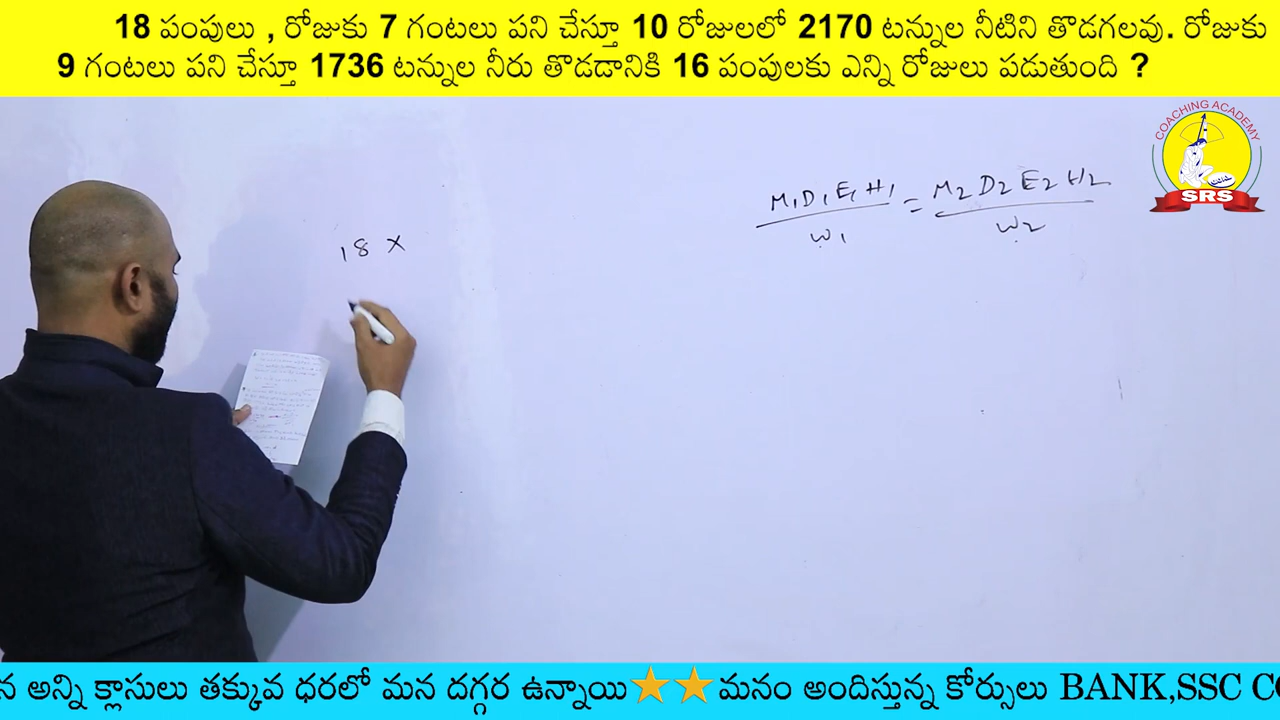 18 పంపులు , రోజుకు 7 గంటలు పని చేస్తూ 10 రోజులలో 2170 టన్నుల నీటిని తొడగలవు. రోజుకు
9 గంటలు పని చేస్తూ 1736 టన్నుల నీరు తొడడానికి 16 పంపులకు ఎన్ని రోజులు పడుతుంది ?
COACHING ACADEMY
SRS
M₁D₁E₁H₁ / W₁ = M₂D₂E₂H₂ / W₂
18 ×
న అన్ని క్లాసులు తక్కువ ధరలో మన దగ్గర ఉన్నాయి⭐⭐మనం అందిస్తున్న కోర్సులు BANK,SSC